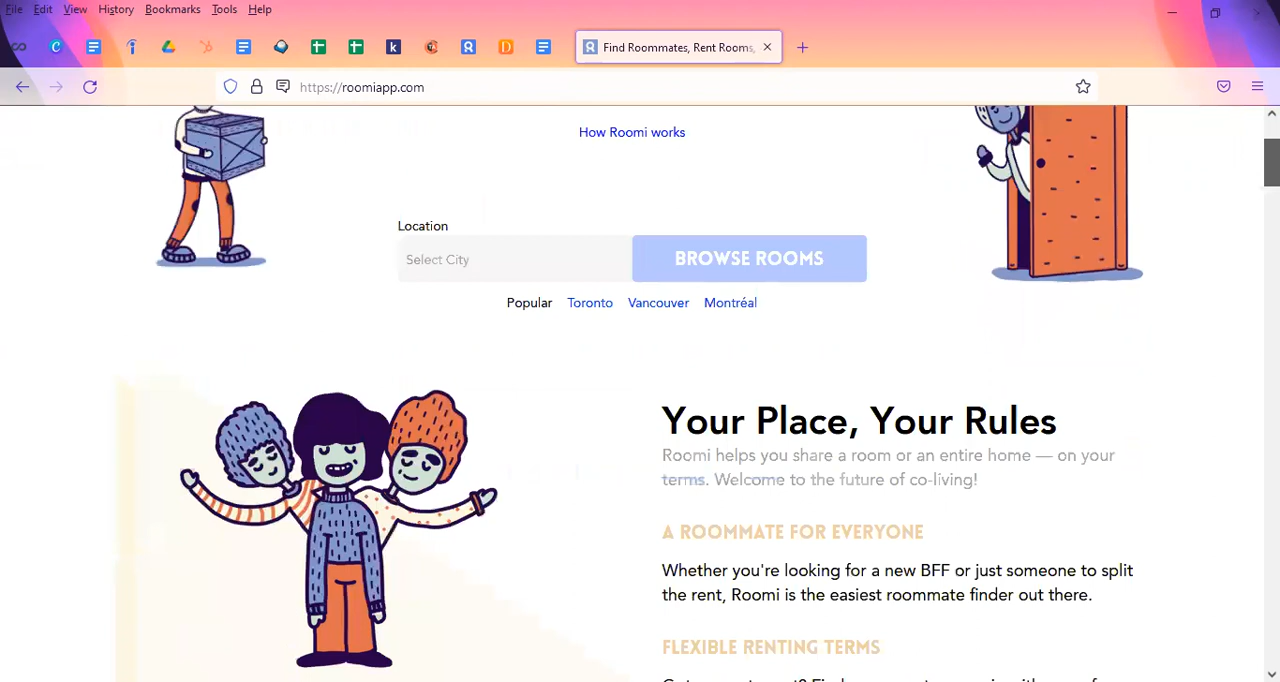 File Edit View History Bookmarks Tools Help
Find Roommates, Rent Rooms,
https://roomiapp.com
How Roomi works
Location
Select City
BROWSE ROOMS
Popular Toronto Vancouver Montréal
Your Place, Your Rules
Roomi helps you share a room or an entire home — on your
terms. Welcome to the future of co-living!
A ROOMMATE FOR EVERYONE
Whether you're looking for a new BFF or just someone to split
the rent, Roomi is the easiest roommate finder out there.
FLEXIBLE RENTING TERMS